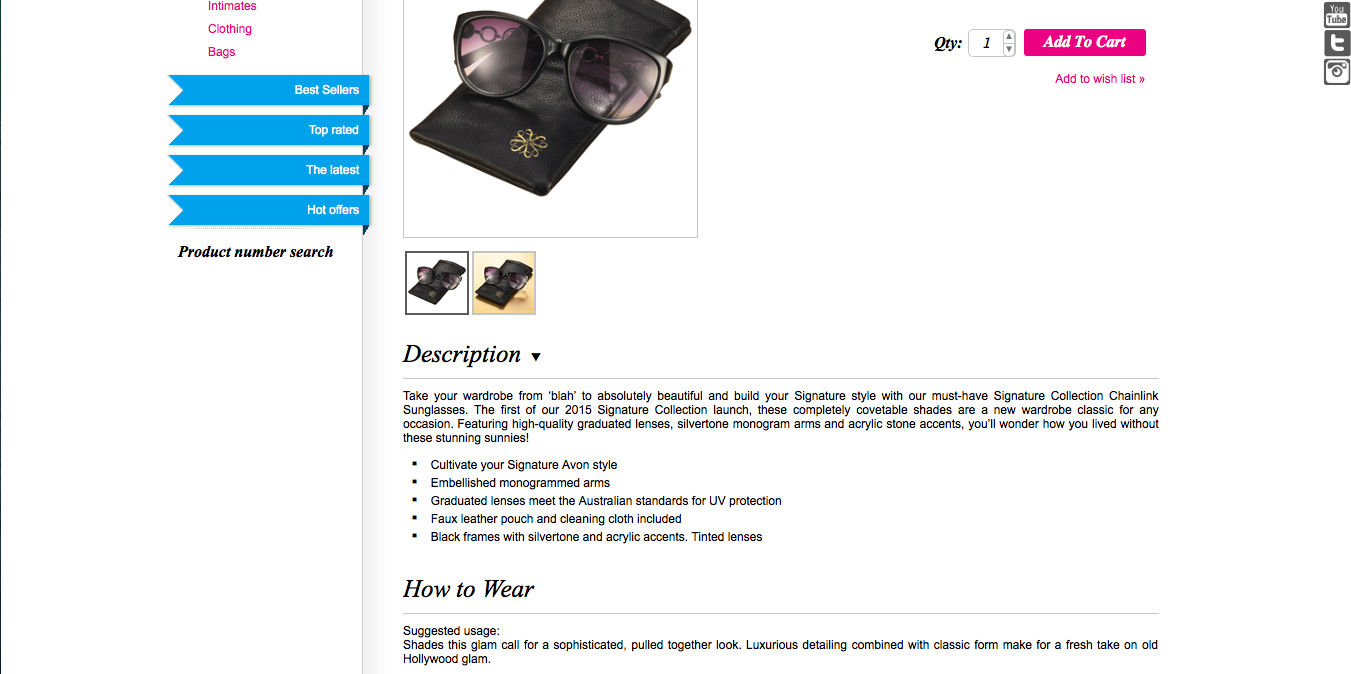 Intimates
Clothing
Bags
Best Sellers
Top rated
The latest
Hot offers
Product number search
Qty: 1 Add To Cart
Add to wish list »
You
Tube
Description ▼
Take your wardrobe from ‘blah’ to absolutely beautiful and build your Signature style with our must-have Signature Collection Chainlink
Sunglasses. The first of our 2015 Signature Collection launch, these completely covetable shades are a new wardrobe classic for any
occasion. Featuring high-quality graduated lenses, silvertone monogram arms and acrylic stone accents, you’ll wonder how you lived without
these stunning sunnies!
▪ Cultivate your Signature Avon style
▪ Embellished monogrammed arms
▪ Graduated lenses meet the Australian standards for UV protection
▪ Faux leather pouch and cleaning cloth included
▪ Black frames with silvertone and acrylic accents. Tinted lenses
How to Wear
Suggested usage:
Shades this glam call for a sophisticated, pulled together look. Luxurious detailing combined with classic form make for a fresh take on old
Hollywood glam.